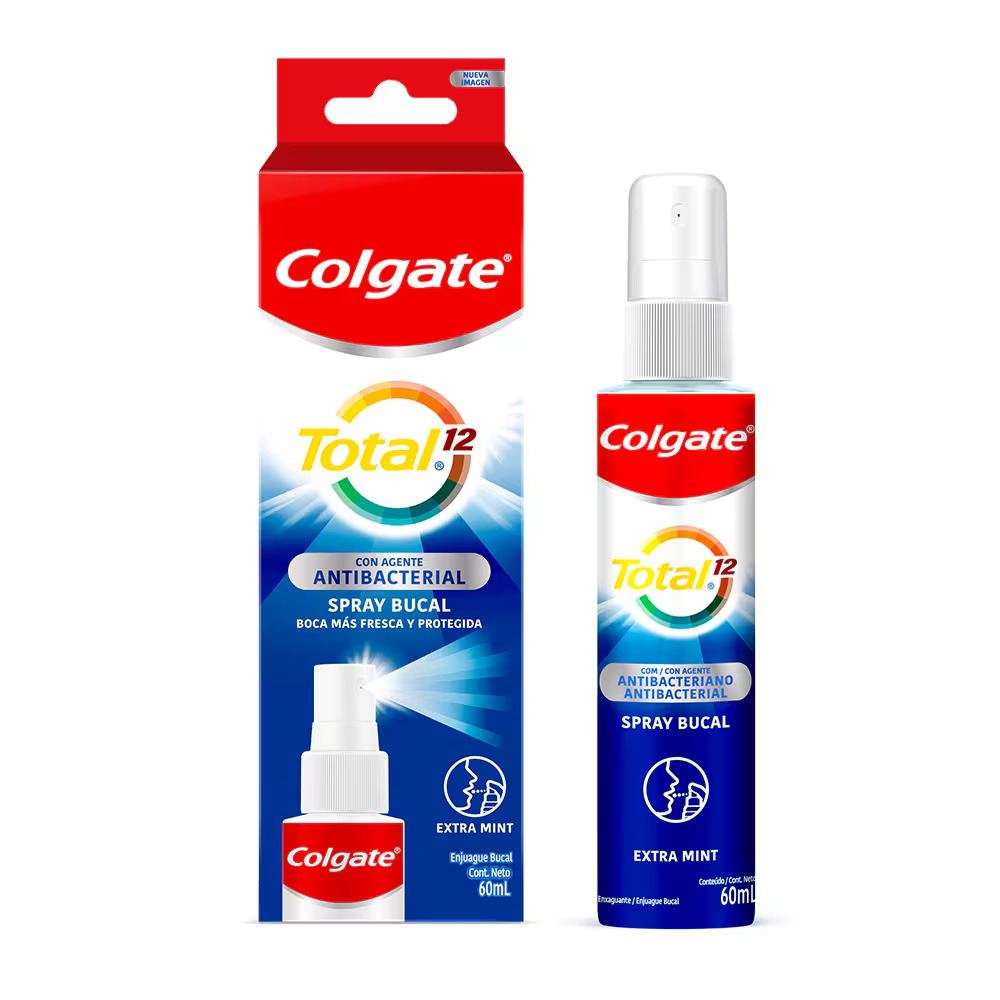 NUEVA
IMAGEN
Colgate®
Total®12
CON AGENTE
ANTIBACTERIAL
SPRAY BUCAL
BOCA MÁS FRESCA Y PROTEGIDA
EXTRA MINT
Colgate®
Enjuague Bucal
Cont. Neto
60mL
Colgate®
Total®12
COM / CON AGENTE
ANTIBACTERIANO
ANTIBACTERIAL
SPRAY BUCAL
EXTRA MINT
Conteúdo / Cont. Neto
60mL
Enxaguante / Enjuague Bucal